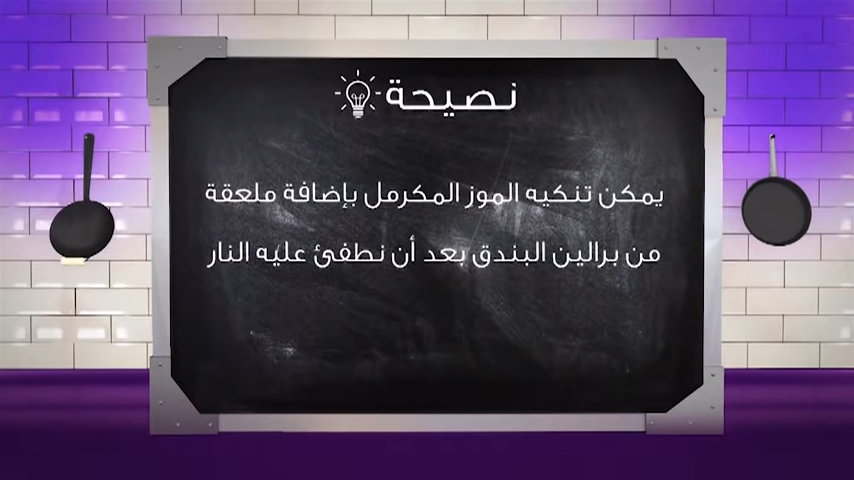 نصيحة
يمكن تنكيه الموز المكرمل بإضافة ملعقة
من برالين البندق بعد أن نطفئ عليه النار